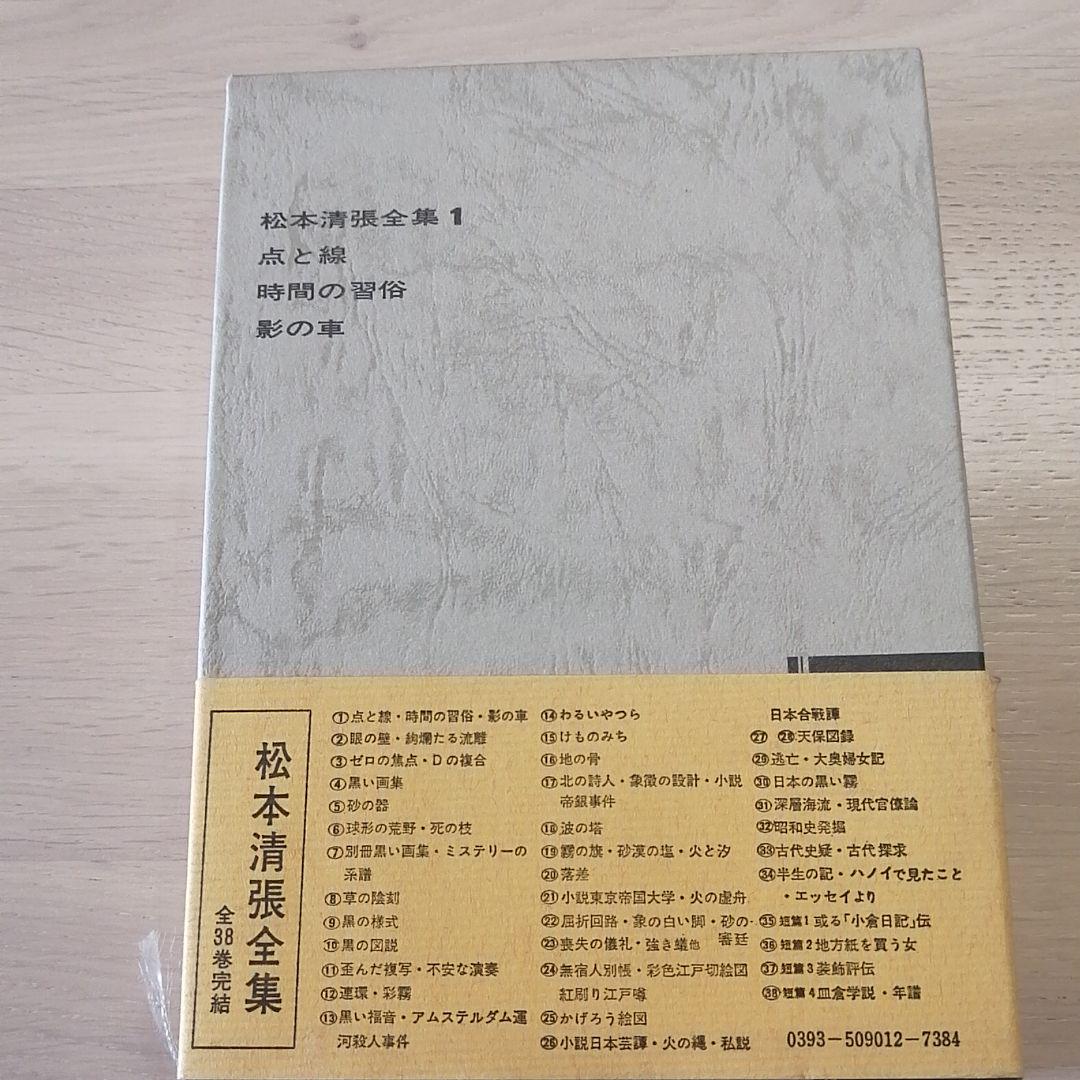 松本清張全集1
点と線
時間の習俗
影の車
松本清張全集
全38巻完結
①点と線・時間の習俗・影の車
②眼の壁・絢爛たる流離
③ゼロの焦点・Dの複合
④黒い画集
⑤砂の器
⑥球形の荒野・死の枝
⑦別冊黒い画集・ミステリーの
系譜
⑧草の陰刻
⑨黒の様式
⑩黒の図説
⑪歪んだ複写・不安な演奏
⑫連環・彩霧
⑬黒い福音・アムステルダム運
河殺人事件
⑭わるいやつら
⑮けものみち
⑯地の骨
⑰北の詩人・象徴の設計・小説
帝銀事件
⑱波の塔
⑲霧の旗・砂漠の塩・火と汐
⑳落差
㉑小説東京帝国大学・火の虚舟
㉒屈折回路・象の白い脚・砂の
審廷
㉓喪失の儀礼・強き蟻他
㉔無宿人別帳・彩色江戸切絵図
紅刷り江戸噂
㉕かげろう絵図
㉖小説日本芸譚・火の縄・私説
日本合戦譚
㉗㉘天保図録
㉙逃亡・大奥婦女記
㉚日本の黒い霧
㉛深層海流・現代官僚論
㉜昭和史発掘
㉝古代史疑・古代探求
㉞半生の記・ハノイで見たこと
・エッセイより
㉟短篇1或る「小倉日記」伝
㊱短篇2地方紙を買う女
㊲短篇3装飾評伝
㊳短篇4皿倉学説・年譜
0393-509012-7384